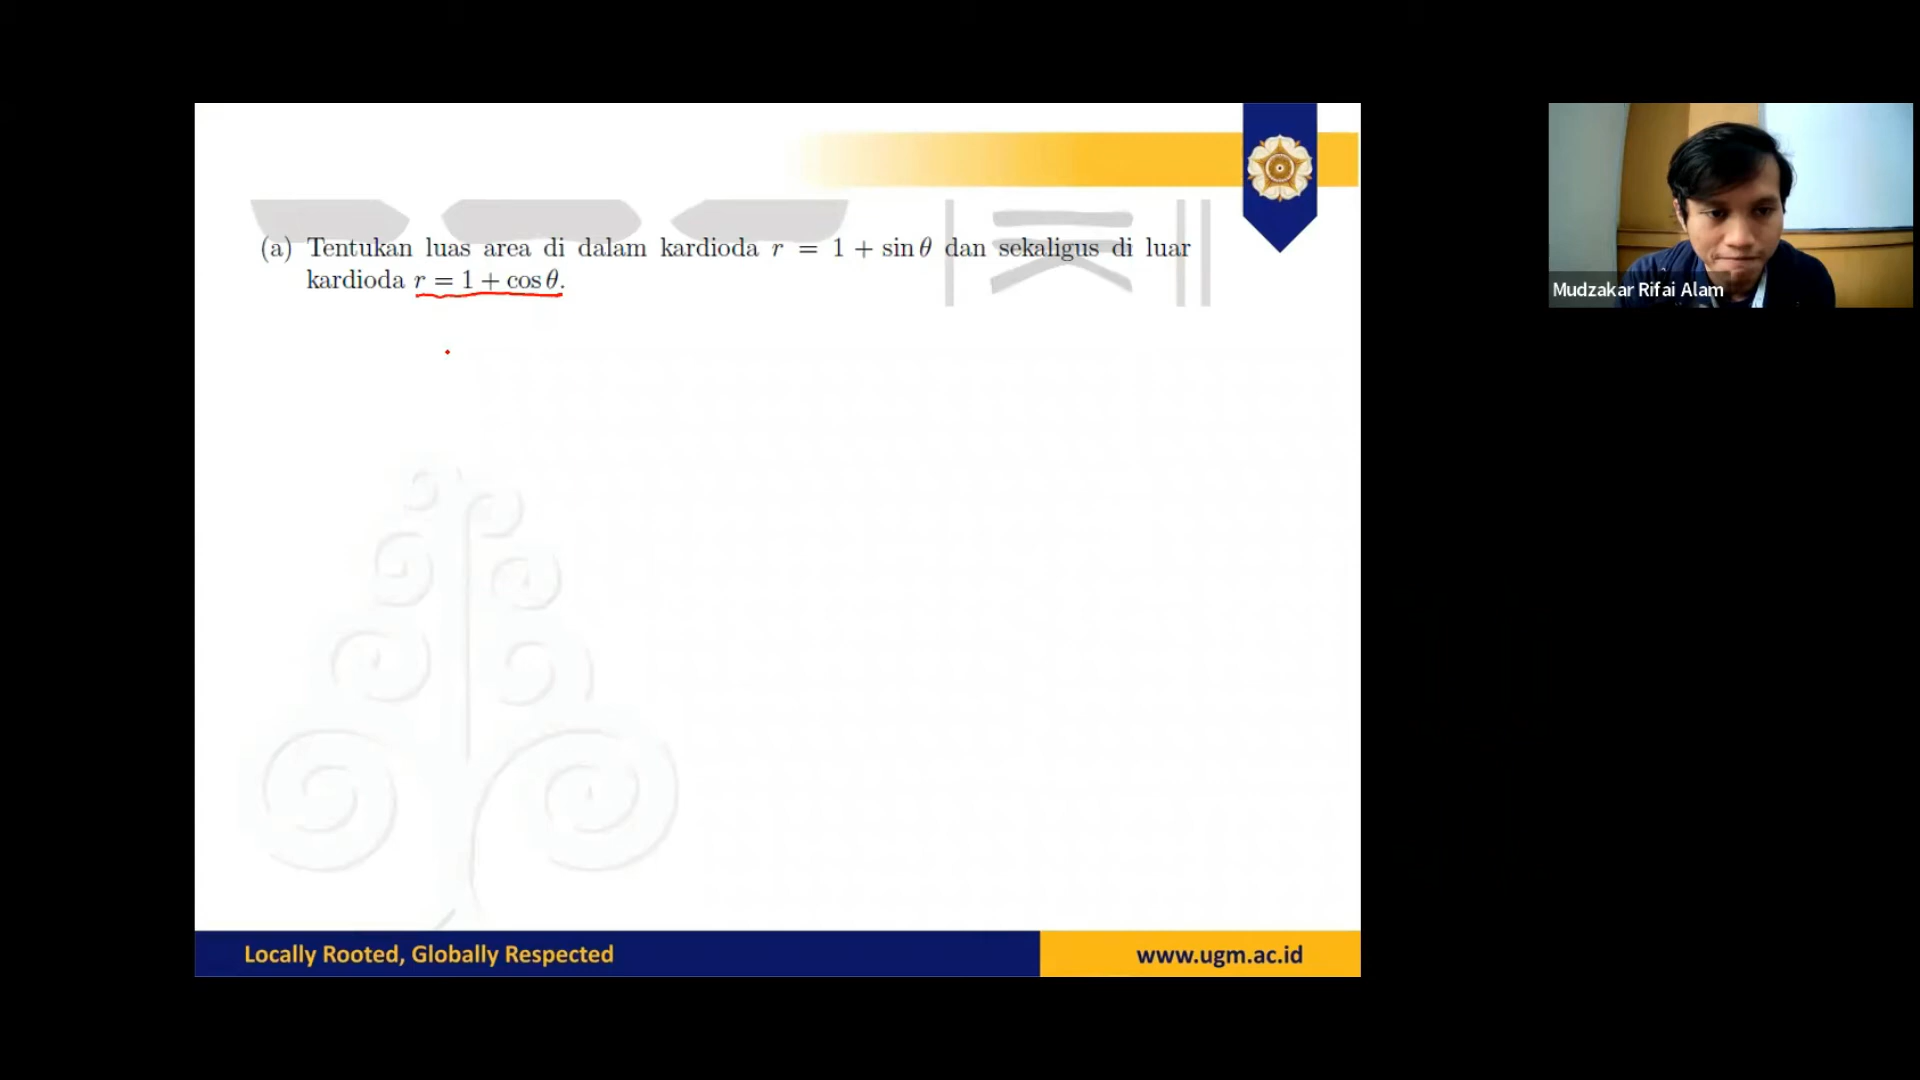 (a) Tentukan luas area di dalam kardioda r = 1 + sin θ dan sekaligus di luar
kardioda r = 1 + cos θ.
Mudzakar Rifai Alam
Locally Rooted, Globally Respected
www.ugm.ac.id